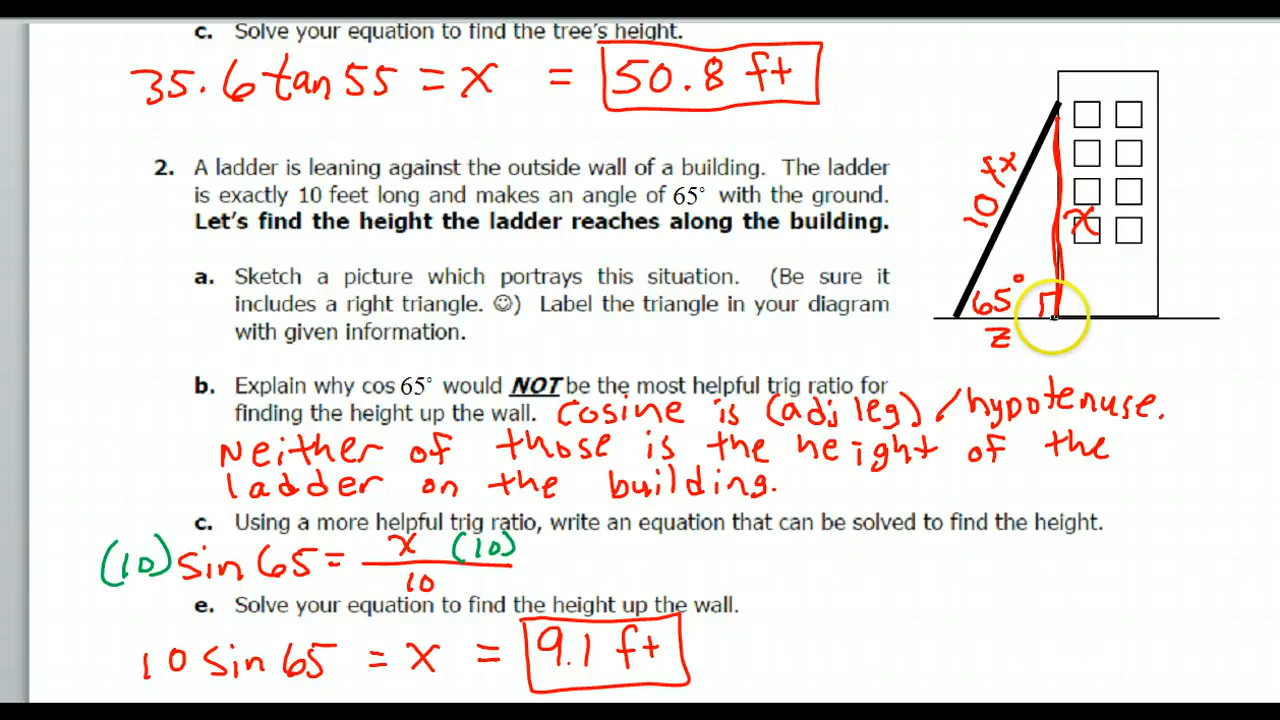 c. Solve your equation to find the tree's height.
35.6 tan 55 = x = 50.8 ft
2. A ladder is leaning against the outside wall of a building. The ladder
is exactly 10 feet long and makes an angle of 65° with the ground.
Let's find the height the ladder reaches along the building.
10 ft
x
65°
z
a. Sketch a picture which portrays this situation. (Be sure it
includes a right triangle. ☺) Label the triangle in your diagram
with given information.
b. Explain why cos 65° would NOT be the most helpful trig ratio for
finding the height up the wall. cosine is (adj leg) / hypotenuse.
Neither of those is the height of the
ladder on the building.
c. Using a more helpful trig ratio, write an equation that can be solved to find the height.
(10) sin 65 = x (10)
10
e. Solve your equation to find the height up the wall.
10 sin 65 = x = 9.1 ft